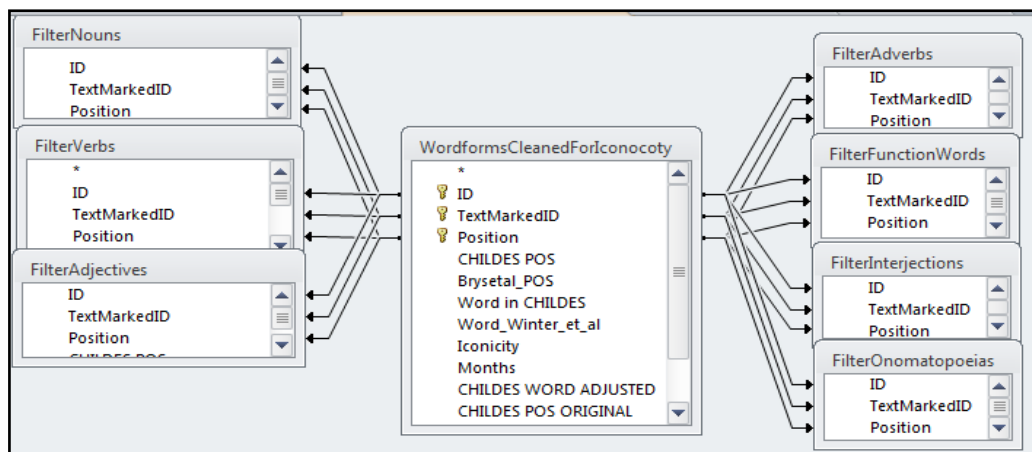 FilterNouns
ID
TextMarkedID
Position
FilterVerbs
*
ID
TextMarkedID
Position
FilterAdjectives
ID
TextMarkedID
Position
CHILDES POS
WordformsCleanedForIconocoty
*
ID
TextMarkedID
Position
CHILDES POS
Brysetal_POS
Word in CHILDES
Word_Winter_et_al
Iconicity
Months
CHILDES WORD ADJUSTED
CHILDES POS ORIGINAL
FilterAdverbs
ID
TextMarkedID
Position
FilterFunctionWords
ID
TextMarkedID
Position
FilterInterjections
ID
TextMarkedID
Position
FilterOnomatopoeias
ID
TextMarkedID
Position